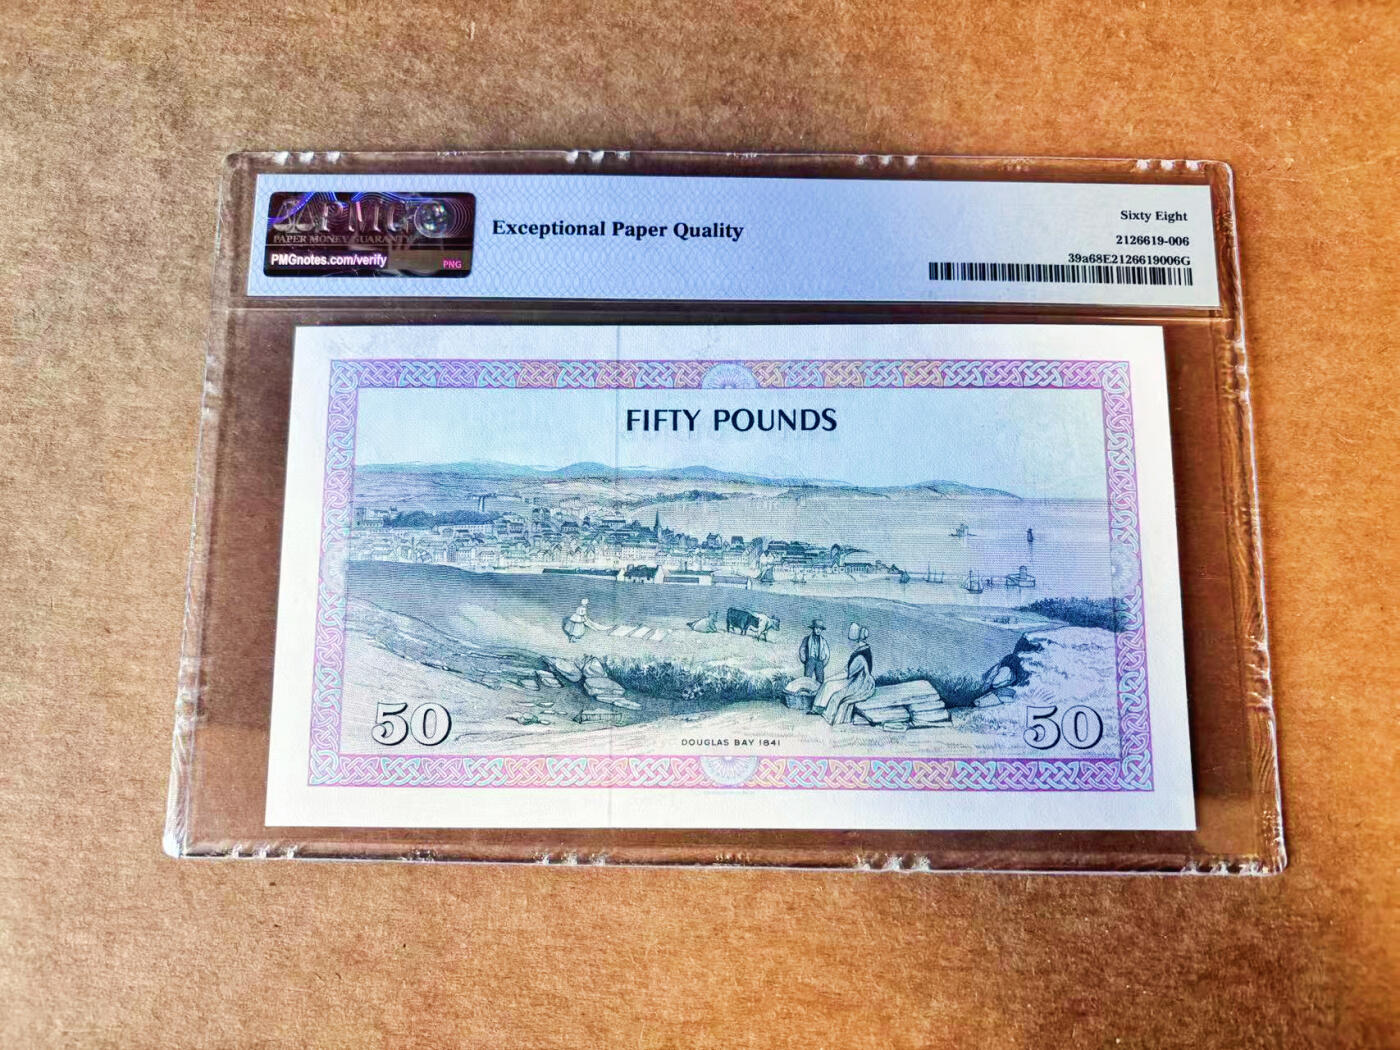 PMG
PAPER MONEY GUARANTY
PMGnotes.com/verify
PNG
Exceptional Paper Quality
Sixty Eight
2126619-006
39a68E2126619006G
FIFTY POUNDS
50
DOUGLAS BAY 1841
50